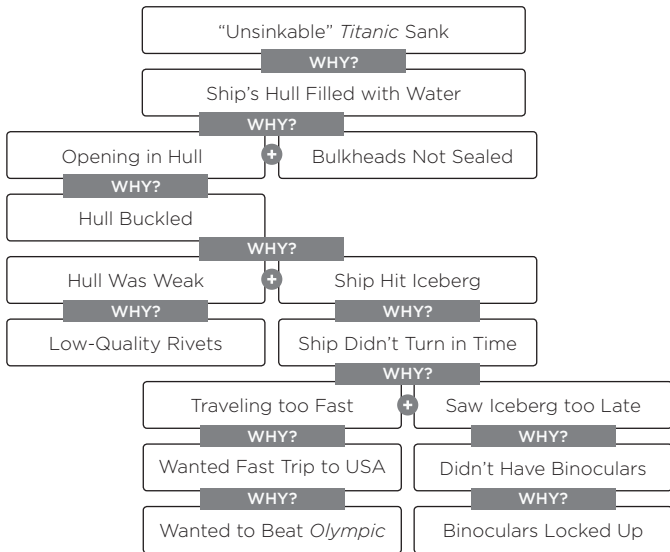 “Unsinkable” Titanic Sank
WHY?
Ship’s Hull Filled with Water
WHY?
Opening in Hull + Bulkheads Not Sealed
WHY?
Hull Buckled
WHY?
Hull Was Weak + Ship Hit Iceberg
WHY? WHY?
Low-Quality Rivets Ship Didn’t Turn in Time
WHY?
Traveling too Fast + Saw Iceberg too Late
WHY? WHY?
Wanted Fast Trip to USA Didn’t Have Binoculars
WHY? WHY?
Wanted to Beat Olympic Binoculars Locked Up